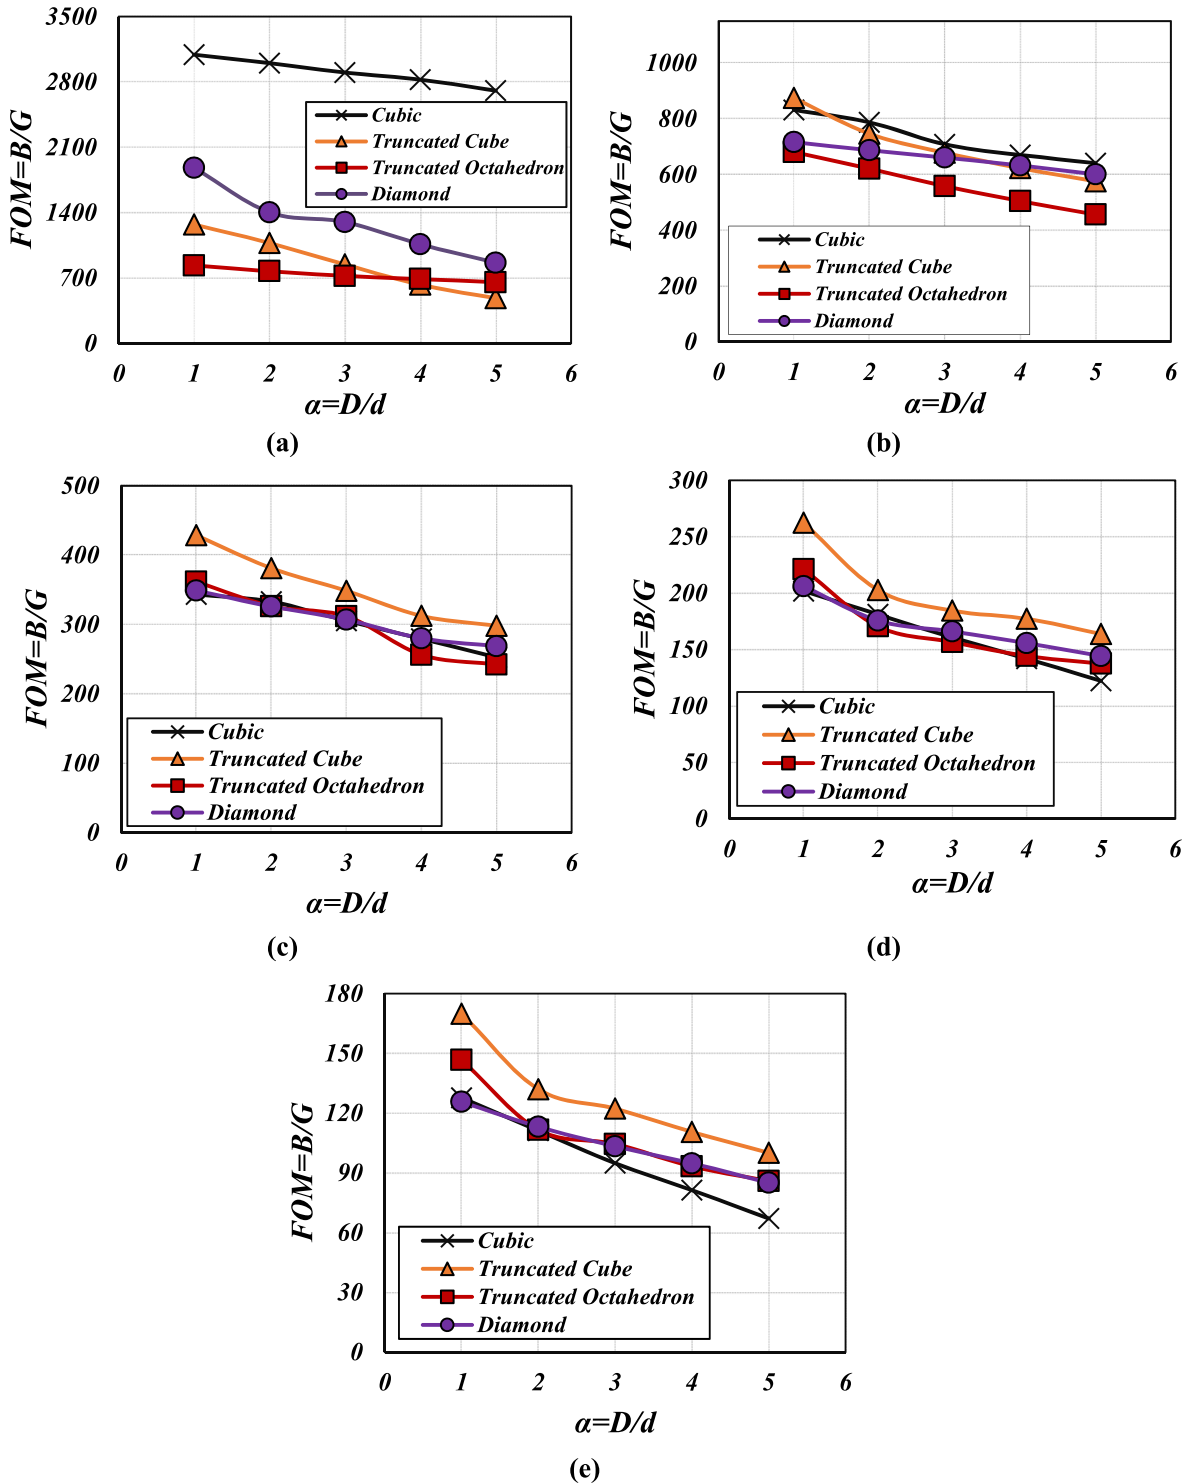 FOM=B/G
3500
2800
2100
1400
700
0
Cubic
Truncated Cube
Truncated Octahedron
Diamond
0 1 2 3 4 5 6
α=D/d
(a)
FOM=B/G
1000
800
600
400
200
0
Cubic
Truncated Cube
Truncated Octahedron
Diamond
0 1 2 3 4 5 6
α=D/d
(b)
FOM=B/G
500
400
300
200
100
0
Cubic
Truncated Cube
Truncated Octahedron
Diamond
0 1 2 3 4 5 6
α=D/d
(c)
FOM=B/G
300
250
200
150
100
50
0
Cubic
Truncated Cube
Truncated Octahedron
Diamond
0 1 2 3 4 5 6
α=D/d
(d)
FOM=B/G
180
150
120
90
60
30
0
Cubic
Truncated Cube
Truncated Octahedron
Diamond
0 1 2 3 4 5 6
α=D/d
(e)